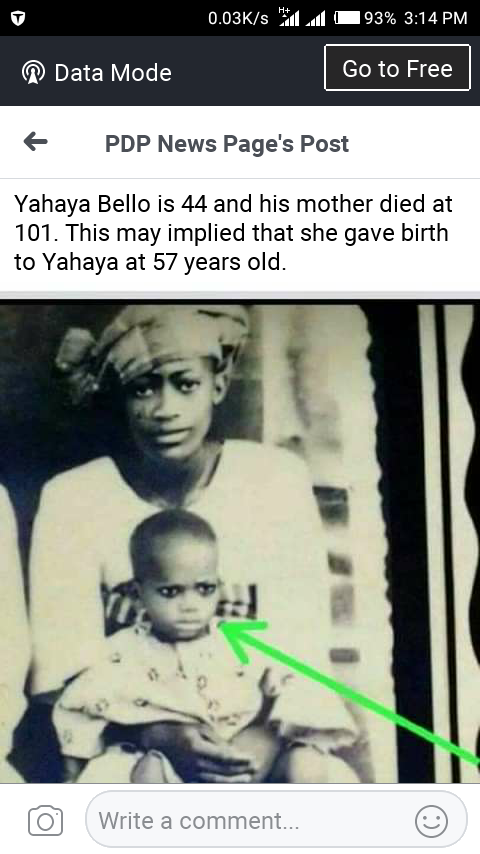 0.03K/s H+ 93% 3:14 PM
Data Mode
Go to Free
PDP News Page's Post
Yahaya Bello is 44 and his mother died at
101. This may implied that she gave birth
to Yahaya at 57 years old.
Write a comment...